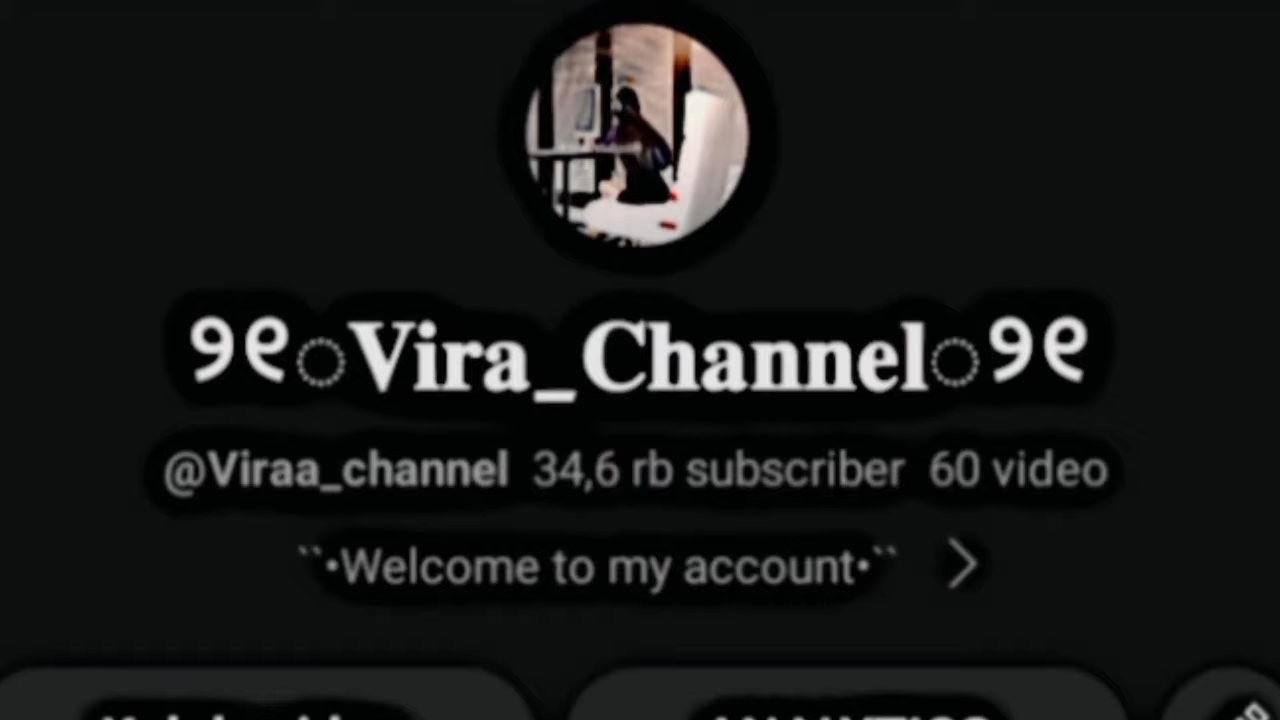 ୨୧◌Vira_Channel◌୨୧
@Viraa_channel 34,6 rb subscriber 60 video
``•Welcome to my account•``